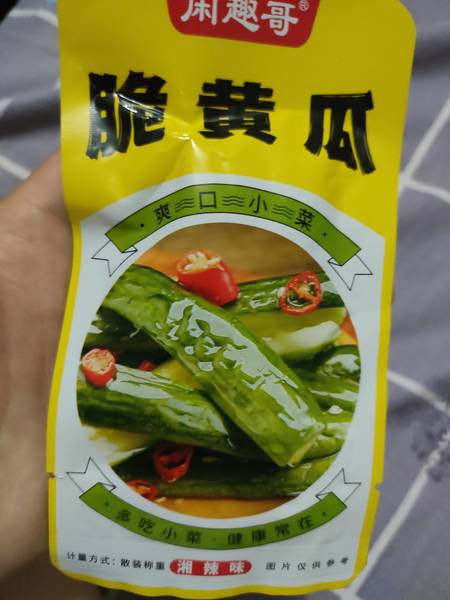 闲趣哥®
脆黄瓜
·爽口小菜·
·多吃小菜·健康常在·
计量方式:散装称重 湘辣味 图片仅供参考